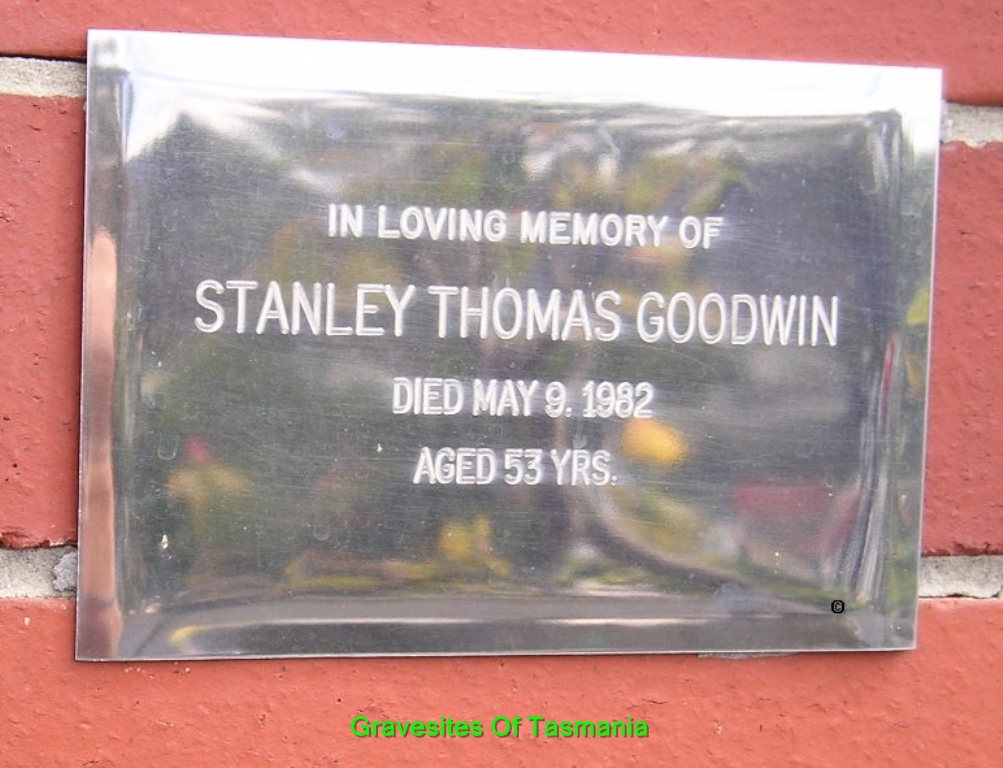 IN LOVING MEMORY OF
STANLEY THOMAS GOODWIN
DIED MAY 9. 1982
AGED 53 YRS.
©
Gravesites Of Tasmania